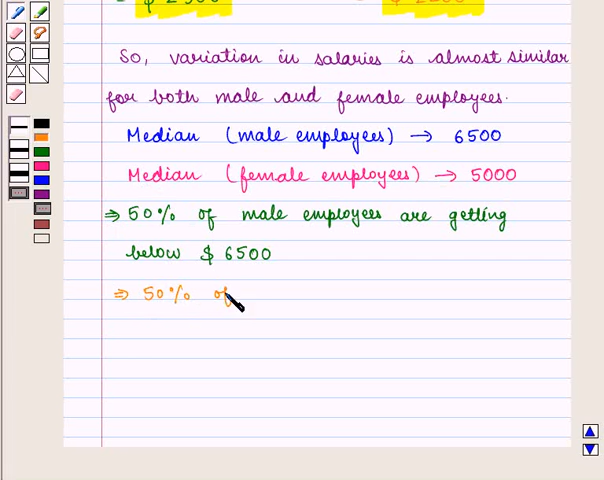 So, variation in salaries is almost similar
for both male and female employees.
Median (male employees) → 6500
Median (female employees) → 5000
⇒ 50% of male employees are getting
below $ 6500
⇒ 50% of